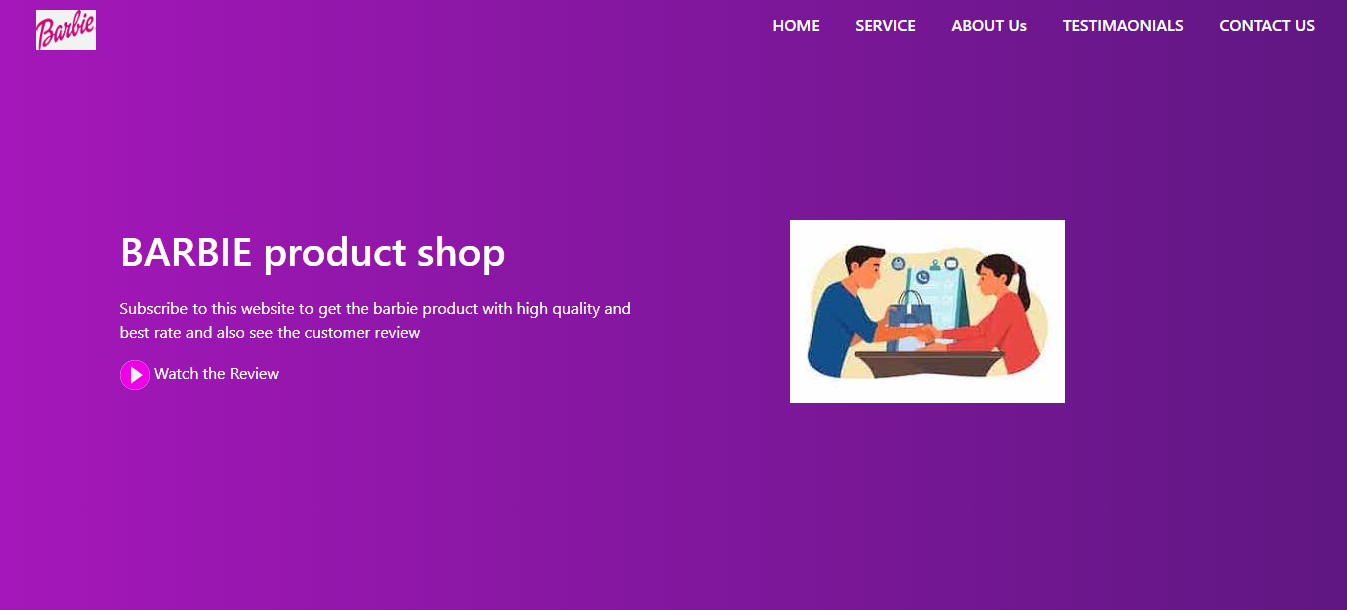 Barbie
HOME SERVICE ABOUT Us TESTIMAONIALS CONTACT US
BARBIE product shop
Subscribe to this website to get the barbie product with high quality and
best rate and also see the customer review
Watch the Review